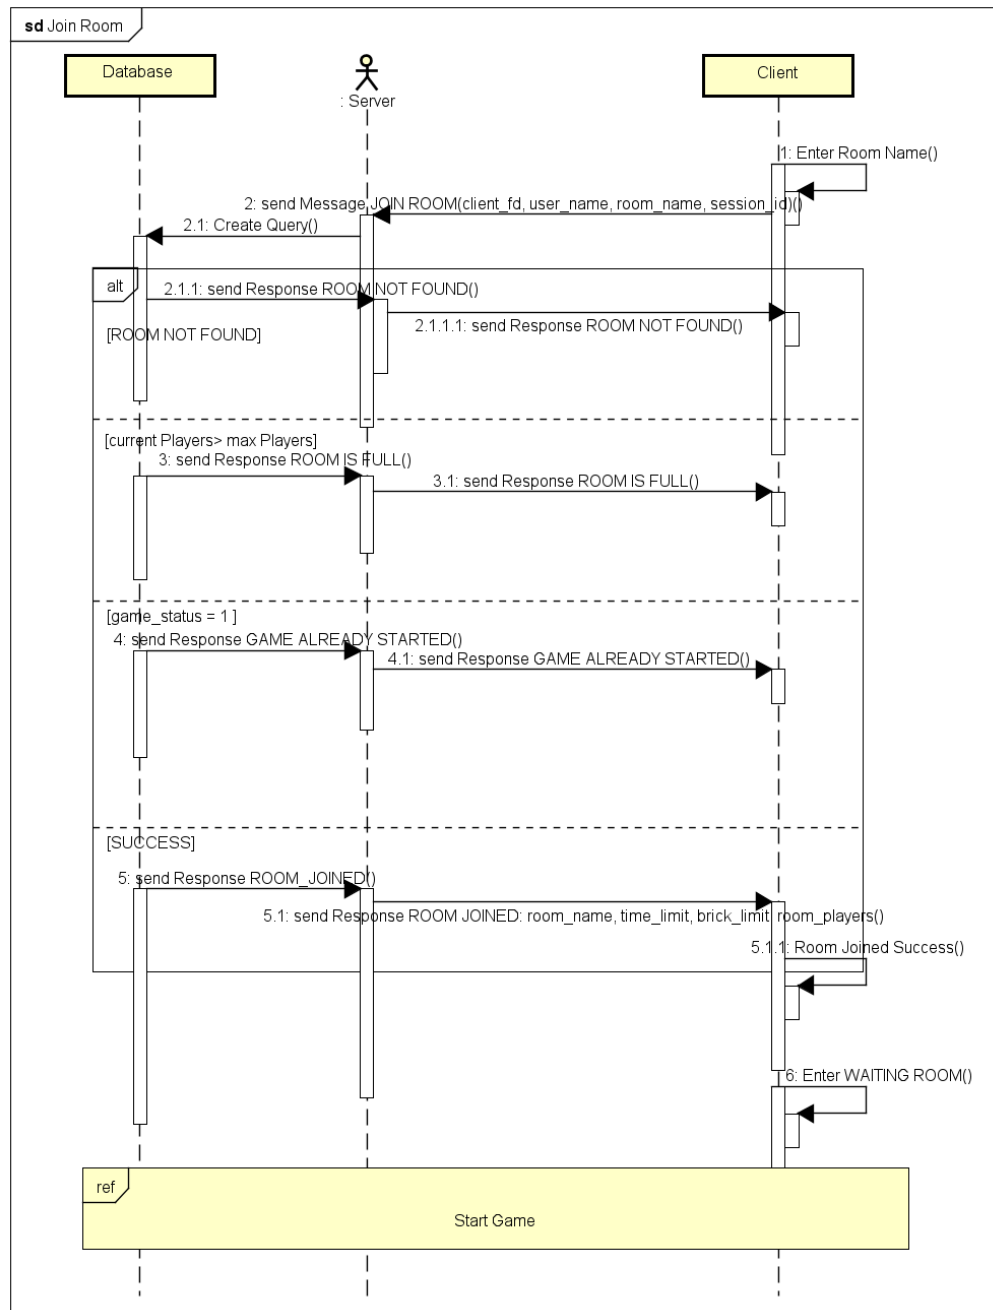 sd Join Room
Database
: Server
Client
1: Enter Room Name()
2: send Message JOIN ROOM(client_fd, user_name, room_name, session_id)()
2.1: Create Query()
alt
2.1.1: send Response ROOM NOT FOUND()
2.1.1.1: send Response ROOM NOT FOUND()
[ROOM NOT FOUND]
[current Players> max Players]
3: send Response ROOM IS FULL()
3.1: send Response ROOM IS FULL()
[game_status = 1 ]
4: send Response GAME ALREADY STARTED()
4.1: send Response GAME ALREADY STARTED()
[SUCCESS]
5: send Response ROOM_JOINED()
5.1: send Response ROOM JOINED: room_name, time_limit, brick_limit, room_players()
5.1.1: Room Joined Success()
6: Enter WAITING ROOM()
ref
Start Game